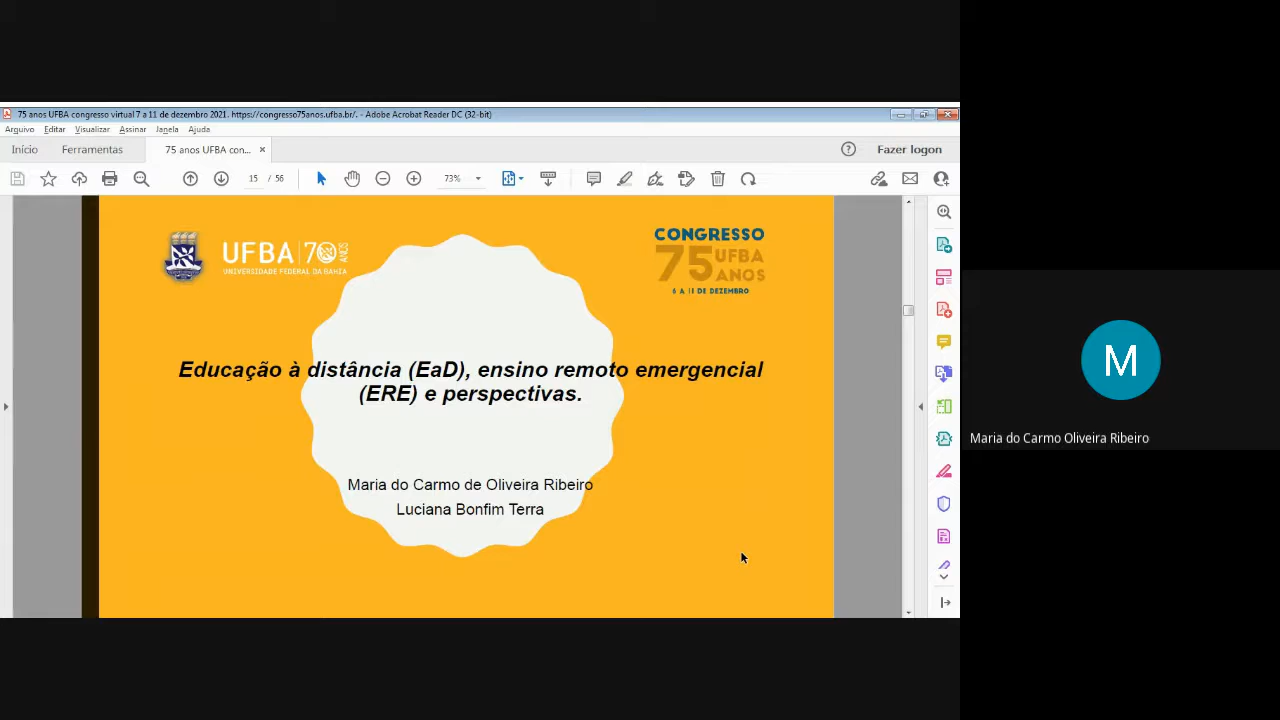 75 anos UFBA congresso virtual 7 a 11 de dezembro 2021. https://congresso75anos.ufba.br/. - Adobe Acrobat Reader DC (32-bit)
Arquivo Editar Visualizar Assinar Janela Ajuda
Início Ferramentas 75 anos UFBA con... × Fazer logon
15 / 56 73%
UFBA 70 ANOS
UNIVERSIDADE FEDERAL DA BAHIA
CONGRESSO
75 UFBA ANOS
6 A 11 DE DEZEMBRO
Educação à distância (EaD), ensino remoto emergencial
(ERE) e perspectivas.
Maria do Carmo de Oliveira Ribeiro
Luciana Bonfim Terra
M
Maria do Carmo Oliveira Ribeiro